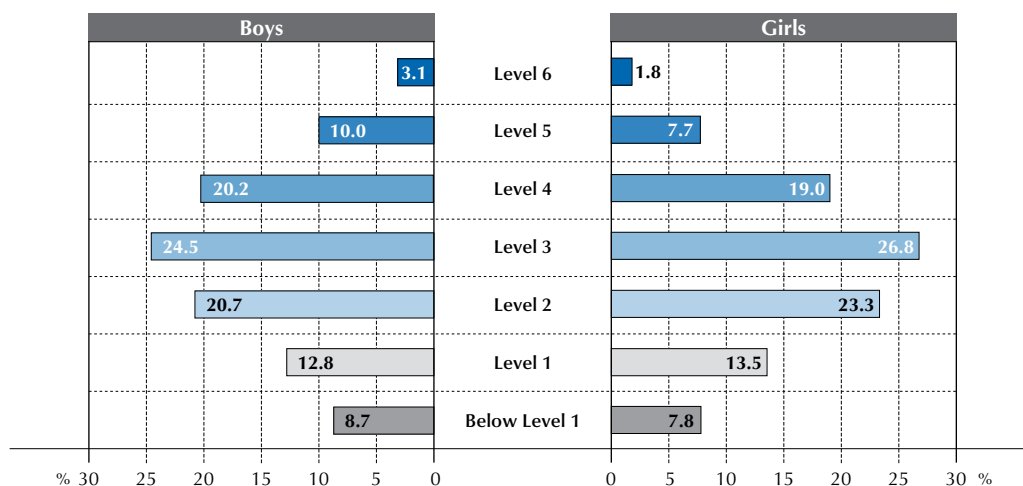 Boys Girls
3.1 Level 6 1.8
10.0 Level 5 7.7
20.2 Level 4 19.0
24.5 Level 3 26.8
20.7 Level 2 23.3
12.8 Level 1 13.5
8.7 Below Level 1 7.8
% 30 25 20 15 10 5 0 0 5 10 15 20 25 30 %